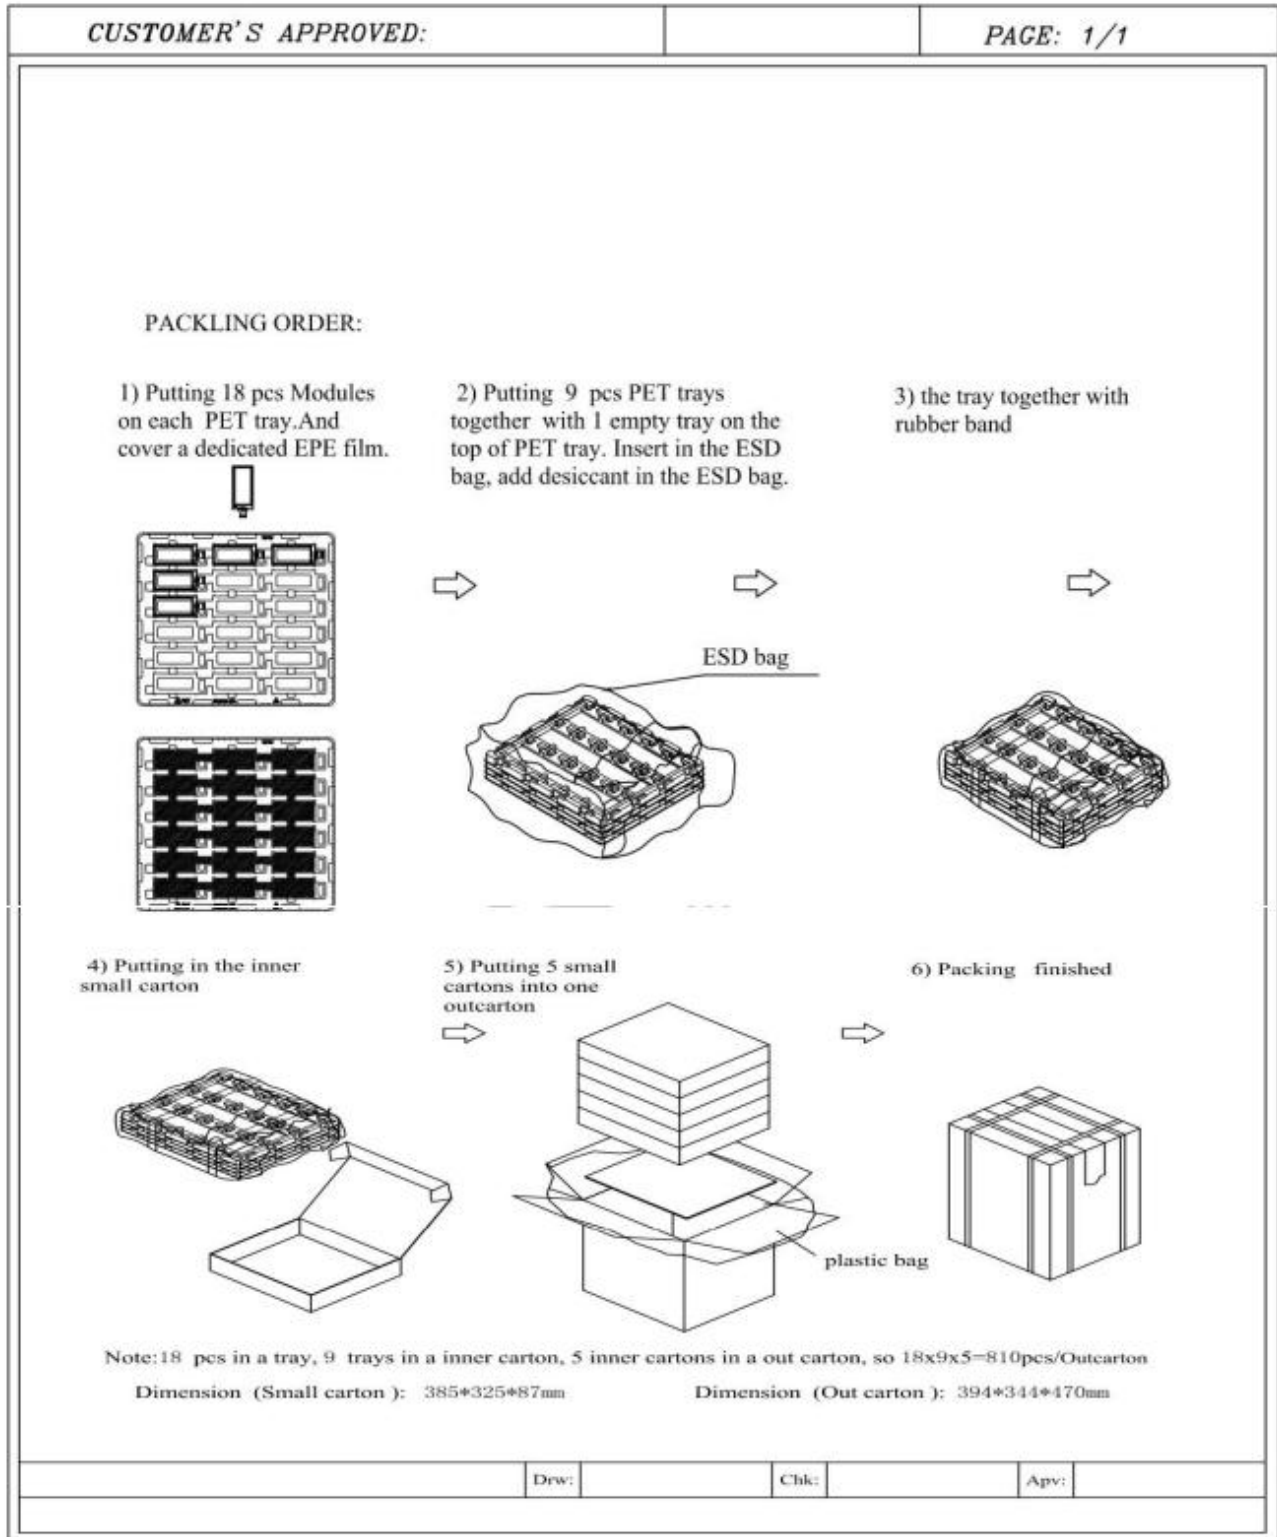 CUSTOMER'S APPROVED:
PAGE: 1/1
PACKLING ORDER:
1) Putting 18 pcs Modules
on each PET tray.And
cover a dedicated EPE film.
2) Putting 9 pcs PET trays
together with 1 empty tray on the
top of PET tray. Insert in the ESD
bag, add desiccant in the ESD bag.
3) the tray together with
rubber band
ESD bag
4) Putting in the inner
small carton
5) Putting 5 small
cartons into one
outcarton
6) Packing finished
plastic bag
Note:18 pcs in a tray, 9 trays in a inner carton, 5 inner cartons in a out carton, so 18x9x5=810pcs/Outcarton
Dimension (Small carton ): 385*325*87mm
Dimension (Out carton ): 394*344*470mm
Drw:
Chk:
Apv: